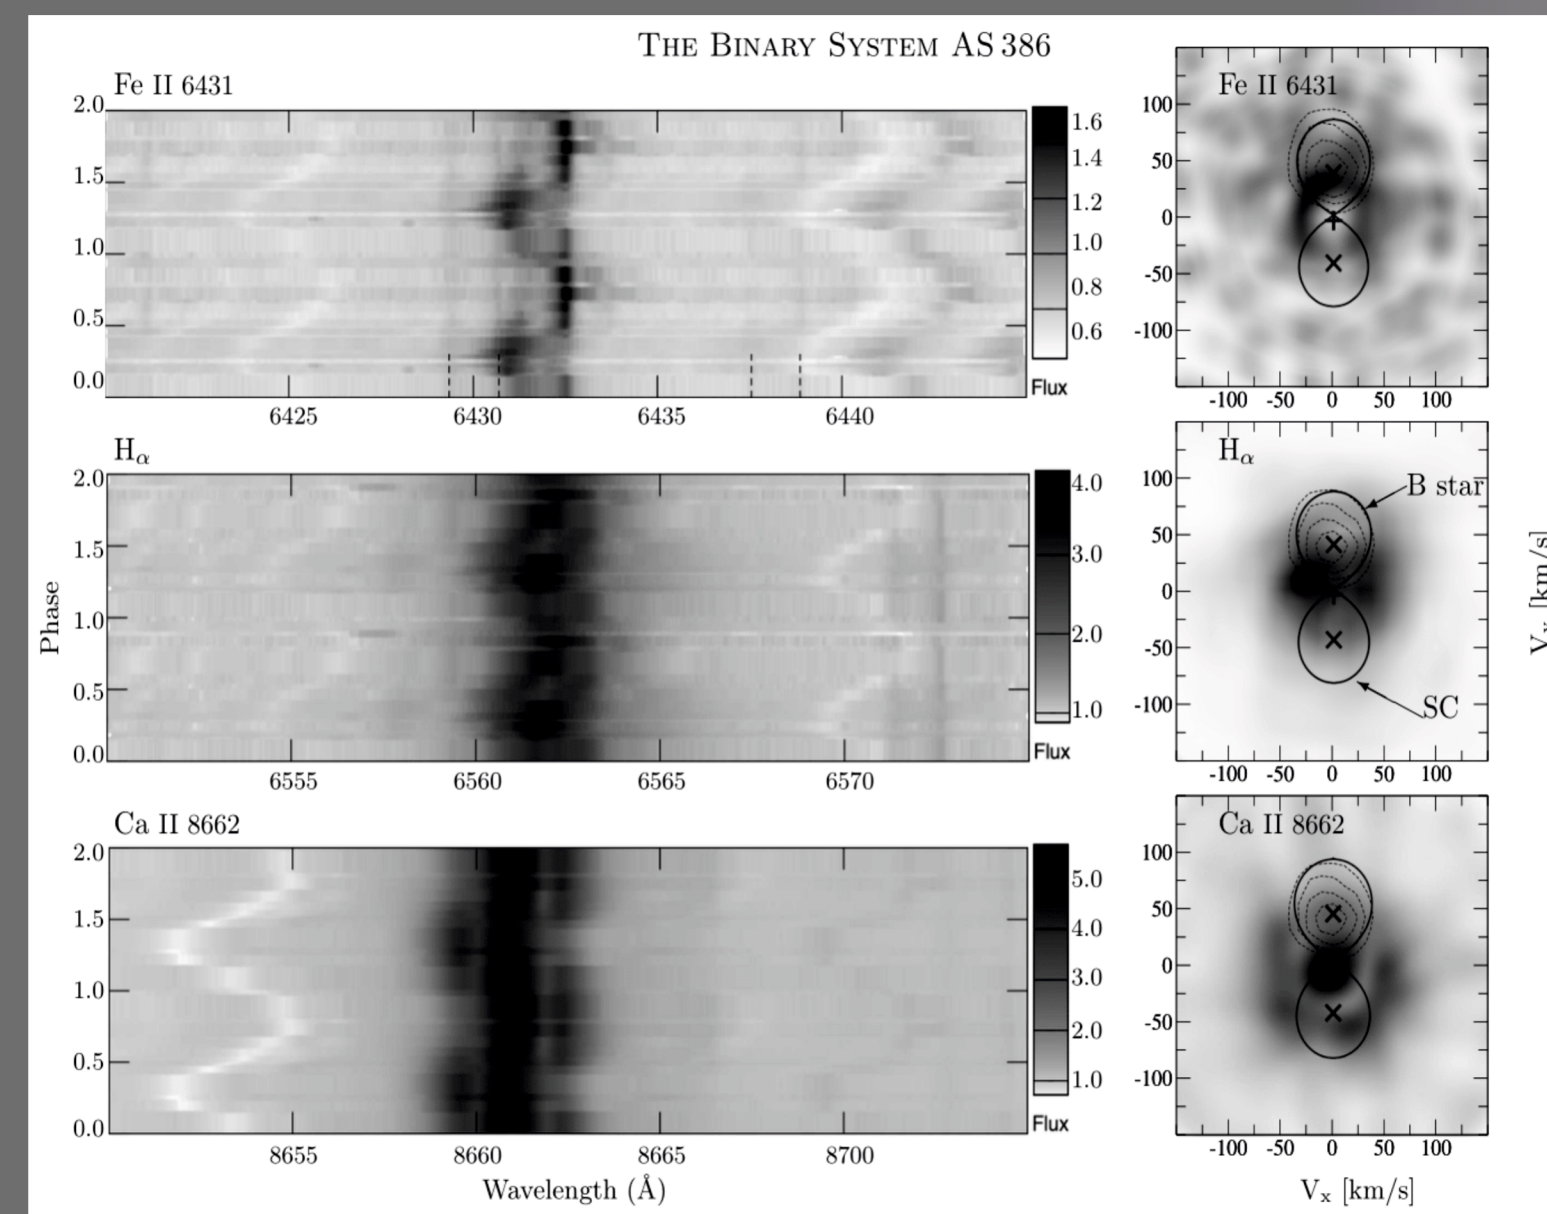 THE BINARY SYSTEM AS 386
Fe II 6431
2.0
1.5
1.0
0.5
0.0
6425 6430 6435 6440
1.6
1.4
1.2
1.0
0.8
0.6
Flux
Fe II 6431
100
50
0
-50
-100
-100 -50 0 50 100
Hα
2.0
1.5
1.0
0.5
0.0
Phase
6555 6560 6565 6570
4.0
3.0
2.0
1.0
Flux
Hα
B star
SC
100
50
0
-50
-100
-100 -50 0 50 100
Vx [km/s]
Ca II 8662
2.0
1.5
1.0
0.5
0.0
8655 8660 8665 8700
Wavelength (Å)
5.0
4.0
3.0
2.0
1.0
Flux
Ca II 8662
100
50
0
-50
-100
-100 -50 0 50 100
Vx [km/s]